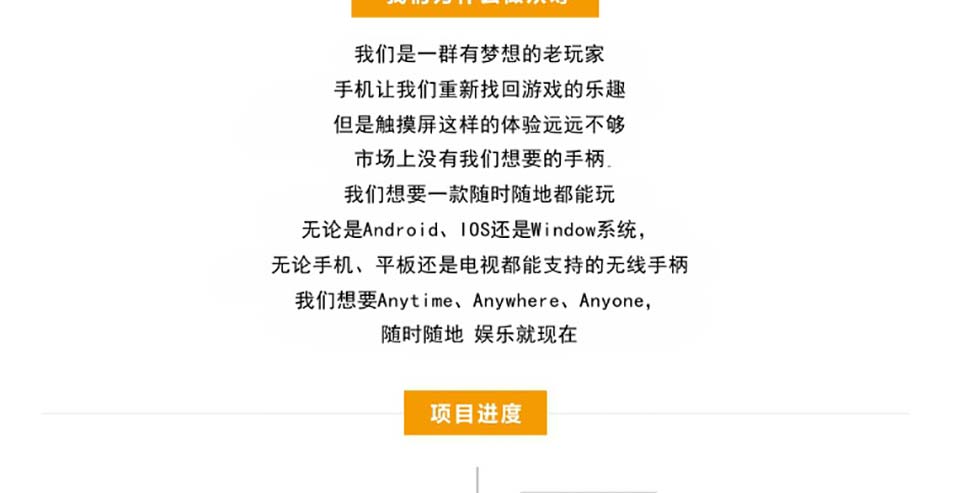 我们是一群有梦想的老玩家
手机让我们重新找回游戏的乐趣
但是触摸屏这样的体验远远不够
市场上没有我们想要的手柄
我们想要一款随时随地都能玩
无论是Android、IOS还是Window系统，
无论手机、平板还是电视都能支持的无线手柄
我们想要Anytime、Anywhere、Anyone，
随时随地 娱乐就现在
项目进度